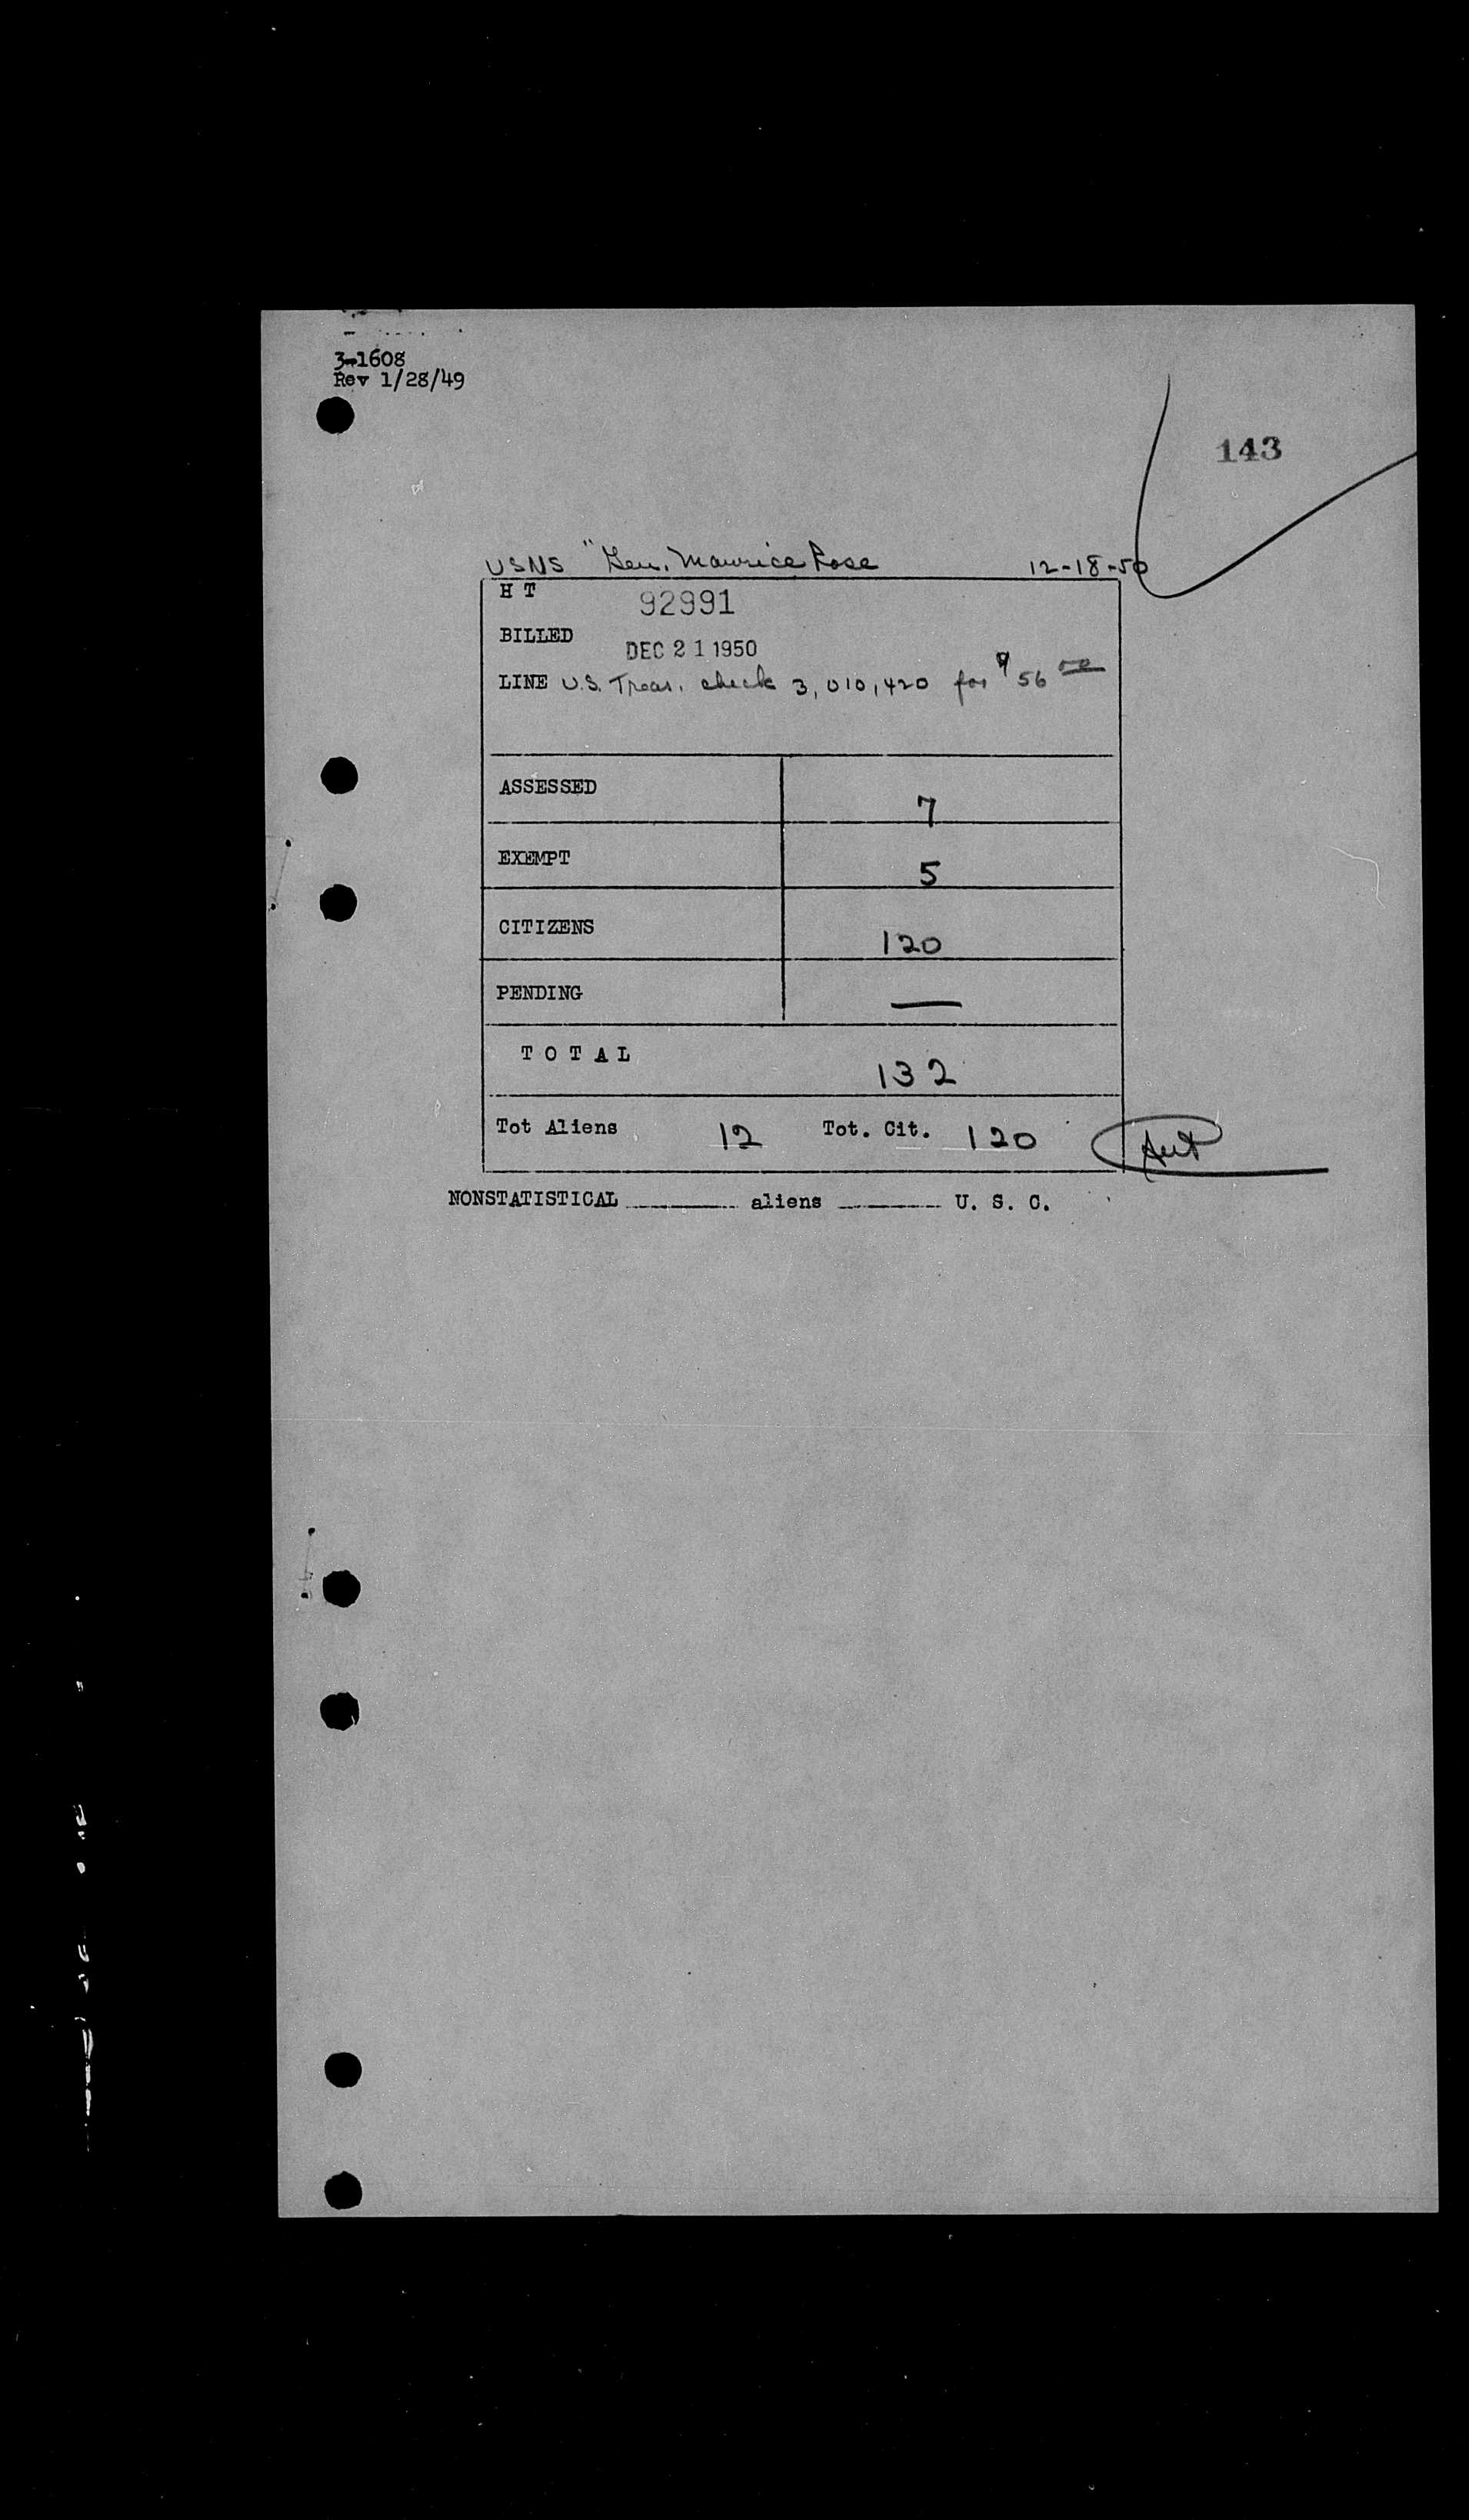 3-1608
Rev 1/28/49
143
USNS "Gen. Maurice Rose 12-18-50
H T 92991
BILLED DEC 21 1950
LINE U.S. Treas. check 3,010,420 for $56 00
ASSESSED 7
EXEMPT 5
CITIZENS 120
PENDING —
T O T A L 132
Tot Aliens 12 Tot. Cit. 120
NONSTATISTICAL ________ aliens ________ U. S. C.